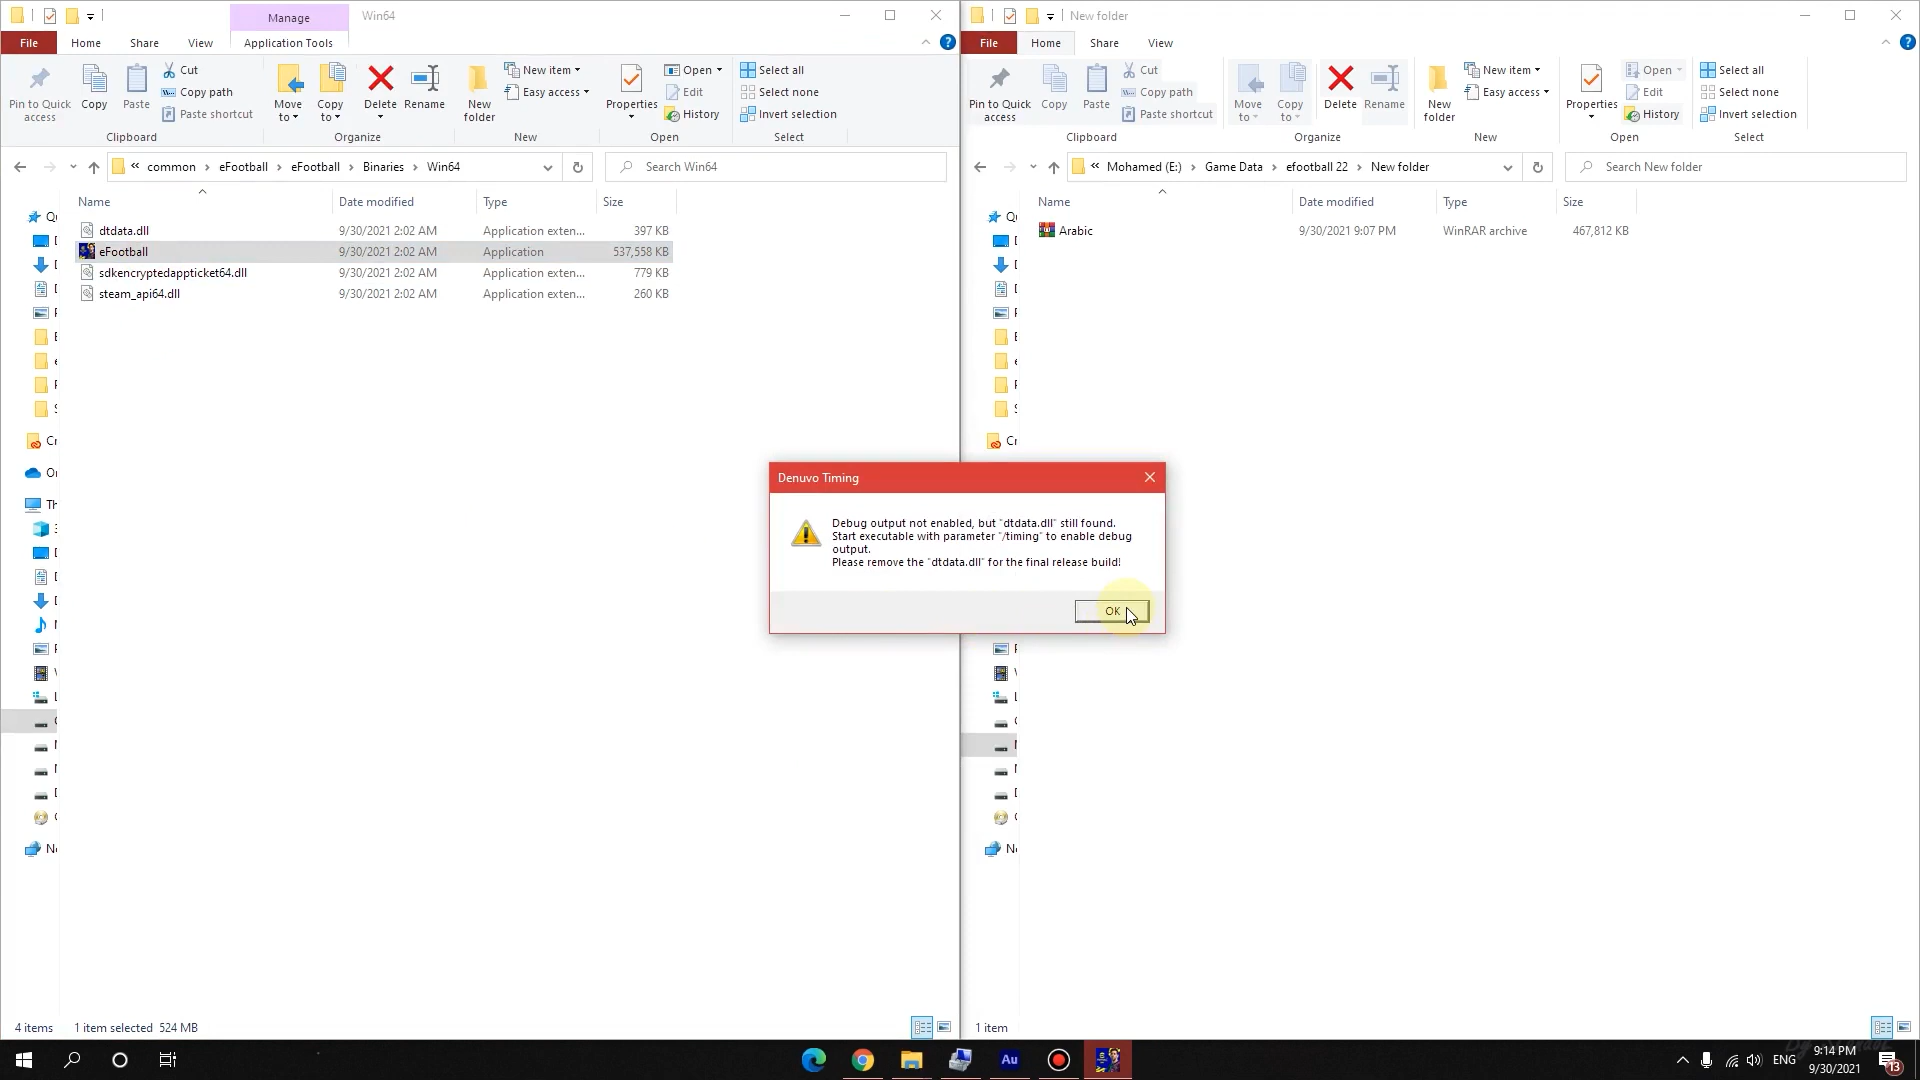 Manage
Win64
File
Home
Share
View
Application Tools
Pin to Quick access
Copy
Paste
Cut
Copy path
Paste shortcut
Clipboard
Move to
Copy to
Delete
Rename
Organize
New folder
New item
Easy access
New
Properties
Open
Edit
History
Open
Select all
Select none
Invert selection
Select
« common > eFootball > eFootball > Binaries > Win64
Search Win64
Name
Date modified
Type
Size
dtdata.dll 9/30/2021 2:02 AM Application exten... 397 KB
eFootball 9/30/2021 2:02 AM Application 537,558 KB
sdkencryptedappticket64.dll 9/30/2021 2:02 AM Application exten... 779 KB
steam_api64.dll 9/30/2021 2:02 AM Application exten... 260 KB
4 items
1 item selected 524 MB
New folder
File
Home
Share
View
Pin to Quick access
Copy
Paste
Cut
Copy path
Paste shortcut
Clipboard
Move to
Copy to
Delete
Rename
Organize
New folder
New item
Easy access
New
Properties
Open
Edit
History
Open
Select all
Select none
Invert selection
Select
« Mohamed (E:) > Game Data > efootball 22 > New folder
Search New folder
Name
Date modified
Type
Size
Arabic 9/30/2021 9:07 PM WinRAR archive 467,812 KB
1 item
Denuvo Timing
Debug output not enabled, but "dtdata.dll" still found.
Start executable with parameter "/timing" to enable debug
output.
Please remove the "dtdata.dll" for the final release build!
OK
Au
ENG
9:14 PM
9/30/2021
13